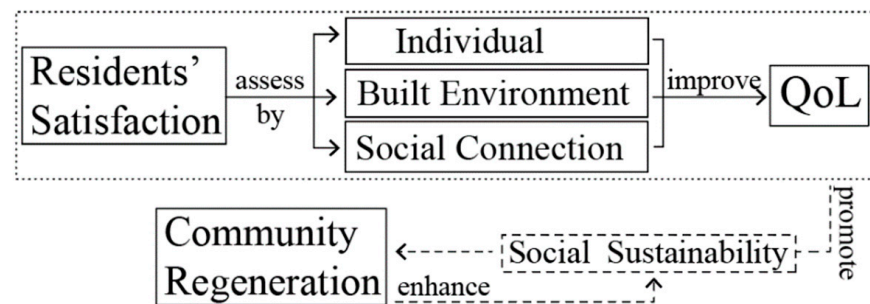 Residents'
Satisfaction
assess
by
Individual
Built Environment
Social Connection
improve
QoL
promote
Community
Regeneration
enhance
Social Sustainability